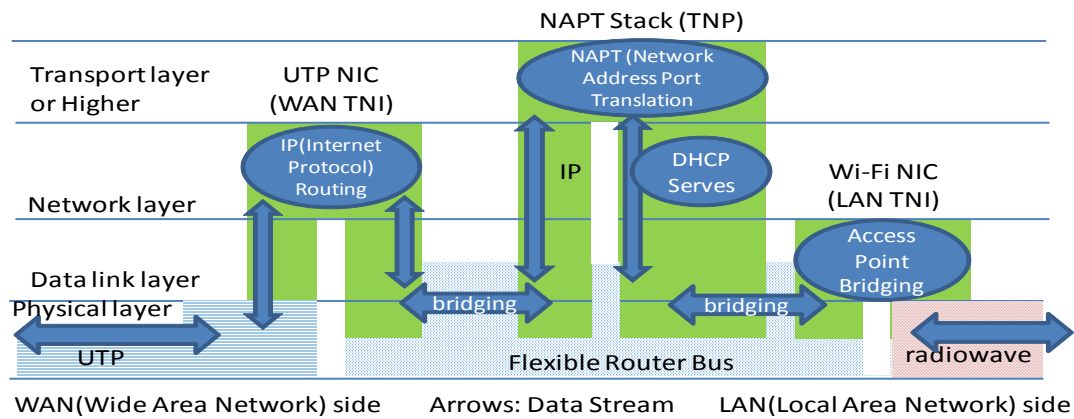 NAPT Stack (TNP)
Transport layer
or Higher
UTP NIC
(WAN TNI)
NAPT (Network
Address Port
Translation
IP(Internet
Protocol)
Routing
IP
DHCP
Serves
Wi-Fi NIC
(LAN TNI)
Network layer
Access
Point
Bridging
Data link layer
Physical layer
bridging
bridging
UTP
Flexible Router Bus
radiowave
WAN(Wide Area Network) side
Arrows: Data Stream
LAN(Local Area Network) side